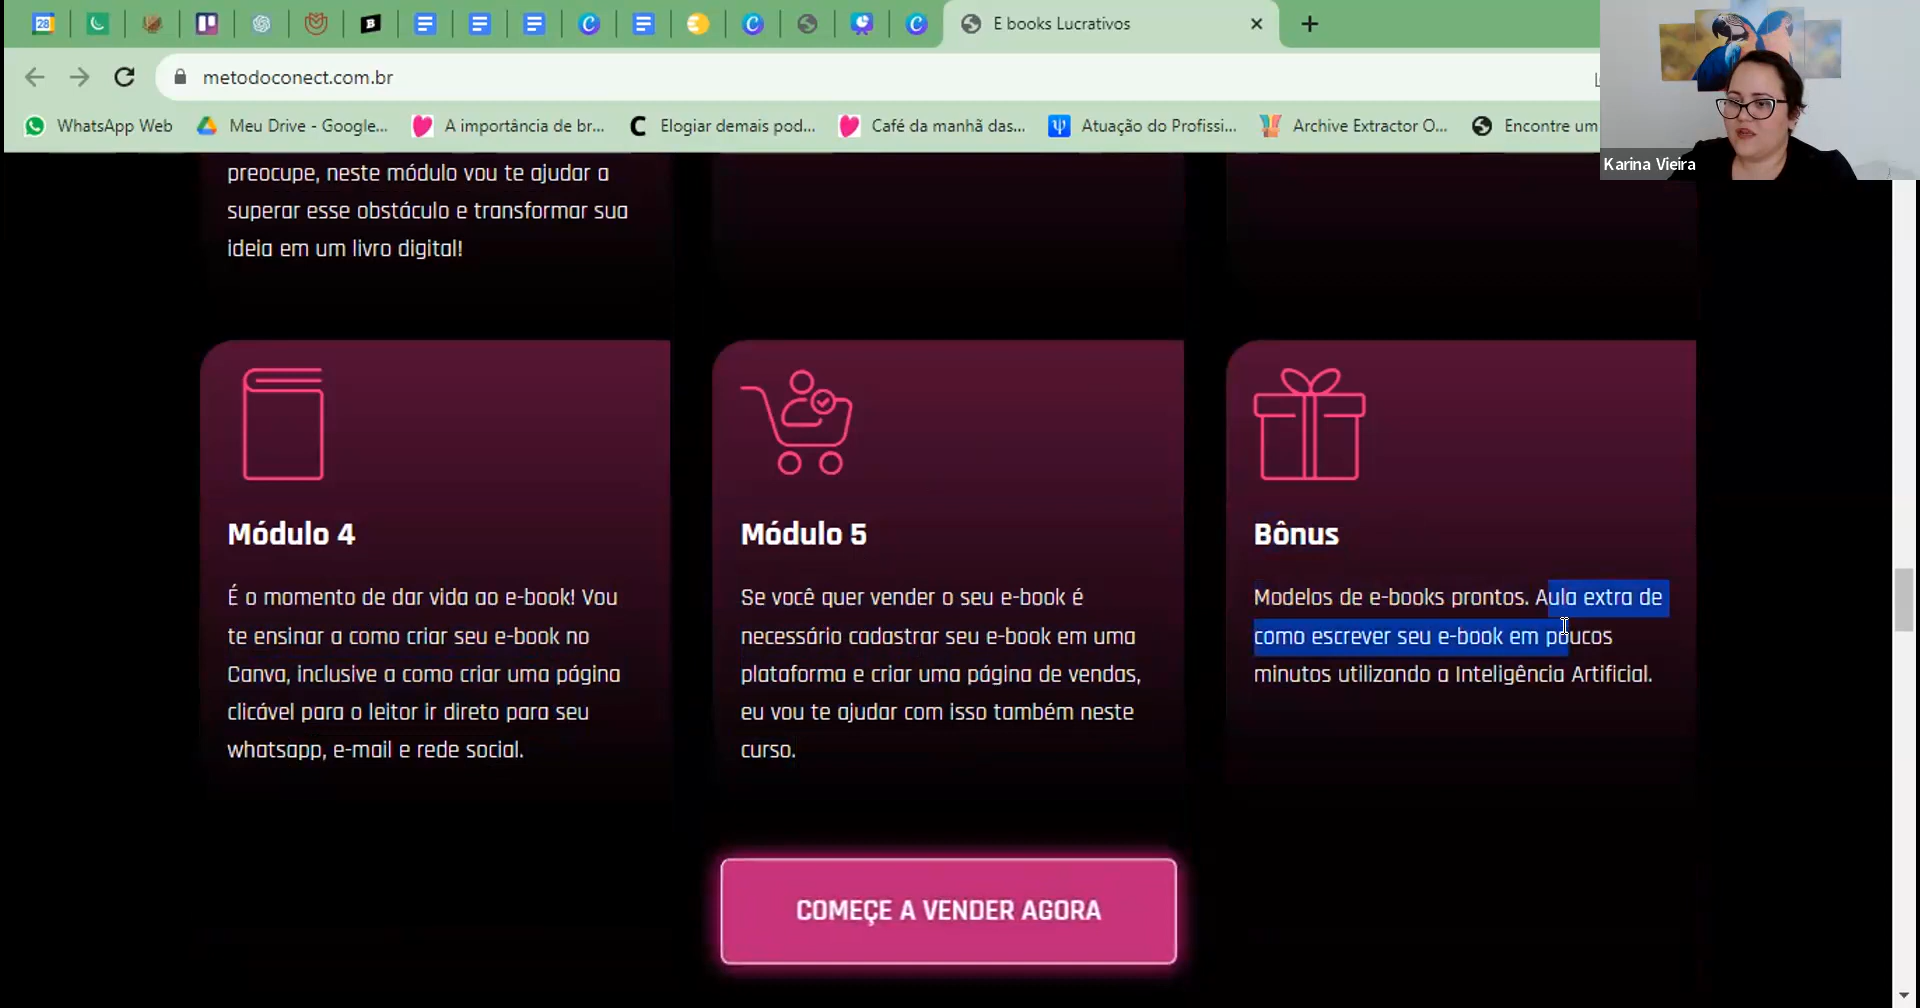 28
B
E books Lucrativos
metodoconect.com.br
WhatsApp Web
Meu Drive - Google...
A importância de br...
Elogiar demais pod...
Café da manhã das...
Atuação do Profissi...
Archive Extractor O...
Encontre um
Karina Vieira
preocupe, neste módulo vou te ajudar a
superar esse obstáculo e transformar sua
ideia em um livro digital!
Módulo 4
É o momento de dar vida ao e-book! Vou
te ensinar a como criar seu e-book no
Canva, inclusive a como criar uma página
clicável para o leitor ir direto para seu
whatsapp, e-mail e rede social.
Módulo 5
Se você quer vender o seu e-book é
necessário cadastrar seu e-book em uma
plataforma e criar uma página de vendas,
eu vou te ajudar com isso também neste
curso.
Bônus
Modelos de e-books prontos. Aula extra de
como escrever seu e-book em poucos
minutos utilizando a Inteligência Artificial.
COMEÇE A VENDER AGORA